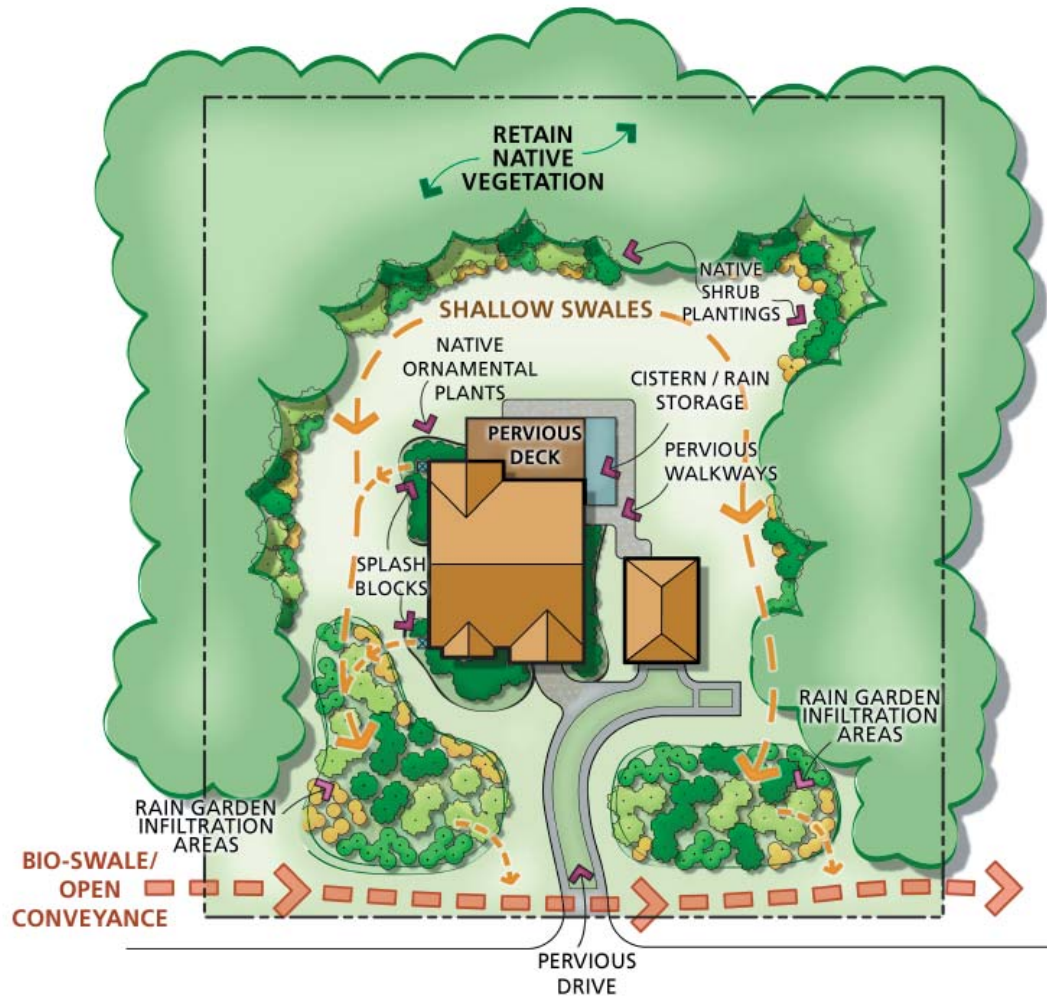 RETAIN
NATIVE
VEGETATION
NATIVE
SHRUB
PLANTINGS
SHALLOW SWALES
NATIVE
ORNAMENTAL
PLANTS
CISTERN / RAIN
STORAGE
PERVIOUS
DECK
PERVIOUS
WALKWAYS
SPLASH
BLOCKS
RAIN GARDEN
INFILTRATION
AREAS
RAIN GARDEN
INFILTRATION
AREAS
BIO-SWALE/
OPEN
CONVEYANCE
PERVIOUS
DRIVE